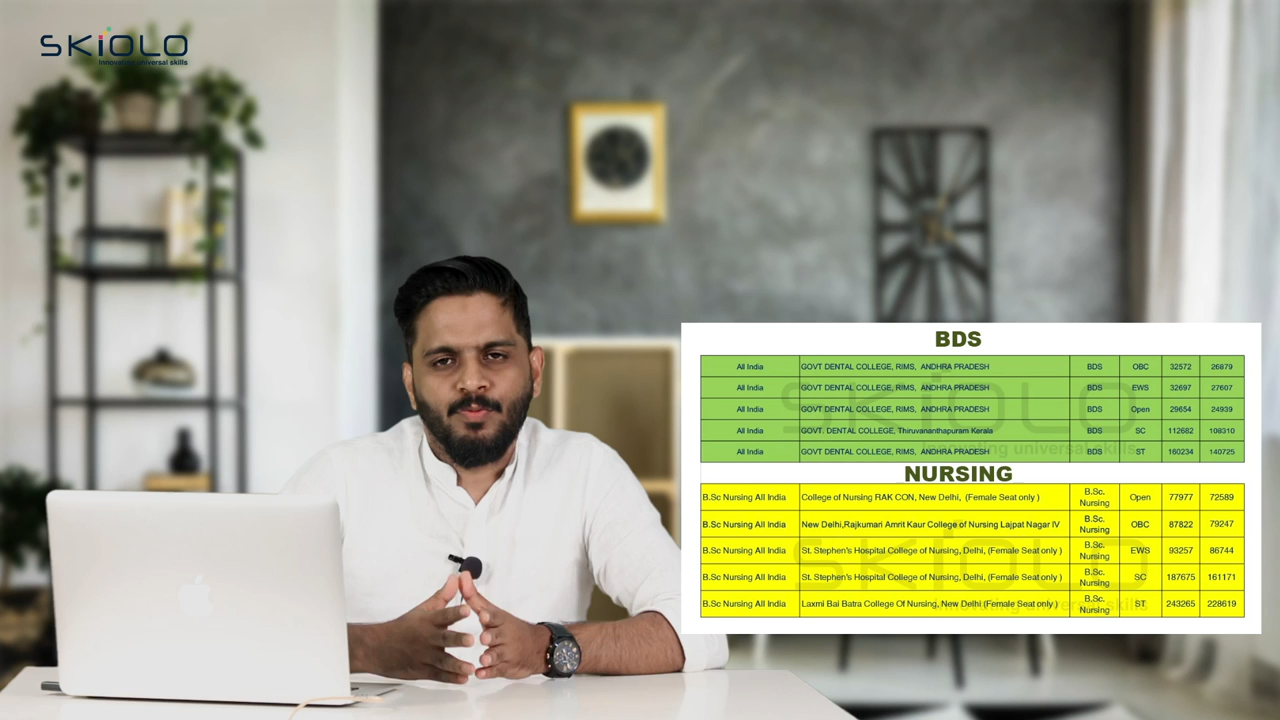 SKiOLO
Innovating universal skills
BDS
All India GOVT DENTAL COLLEGE, RIMS, ANDHRA PRADESH BDS OBC 32572 26879
All India GOVT DENTAL COLLEGE, RIMS, ANDHRA PRADESH BDS EWS 32697 27607
All India GOVT DENTAL COLLEGE, RIMS, ANDHRA PRADESH BDS Open 29654 24939
All India GOVT. DENTAL COLLEGE, Thiruvananthapuram Kerala BDS SC 112682 108310
All India GOVT DENTAL COLLEGE, RIMS, ANDHRA PRADESH BDS ST 160234 140725
SKiOLO
Innovating universal skills
NURSING
B.Sc Nursing All India College of Nursing RAK CON, New Delhi, (Female Seat only ) B.Sc. Nursing Open 77977 72589
B.Sc Nursing All India New Delhi,Rajkumari Amrit Kaur College of Nursing Lajpat Nagar IV B.Sc. Nursing OBC 87822 79247
B.Sc Nursing All India St. Stephen's Hospital College of Nursing, Delhi, (Female Seat only ) B.Sc. Nursing EWS 93257 86744
B.Sc Nursing All India St. Stephen's Hospital College of Nursing, Delhi, (Female Seat only ) B.Sc. Nursing SC 187675 161171
B.Sc Nursing All India Laxmi Bai Batra College Of Nursing, New Delhi (Female Seat only ) B.Sc. Nursing ST 243265 228619
SKiOLO
Innovating universal skills